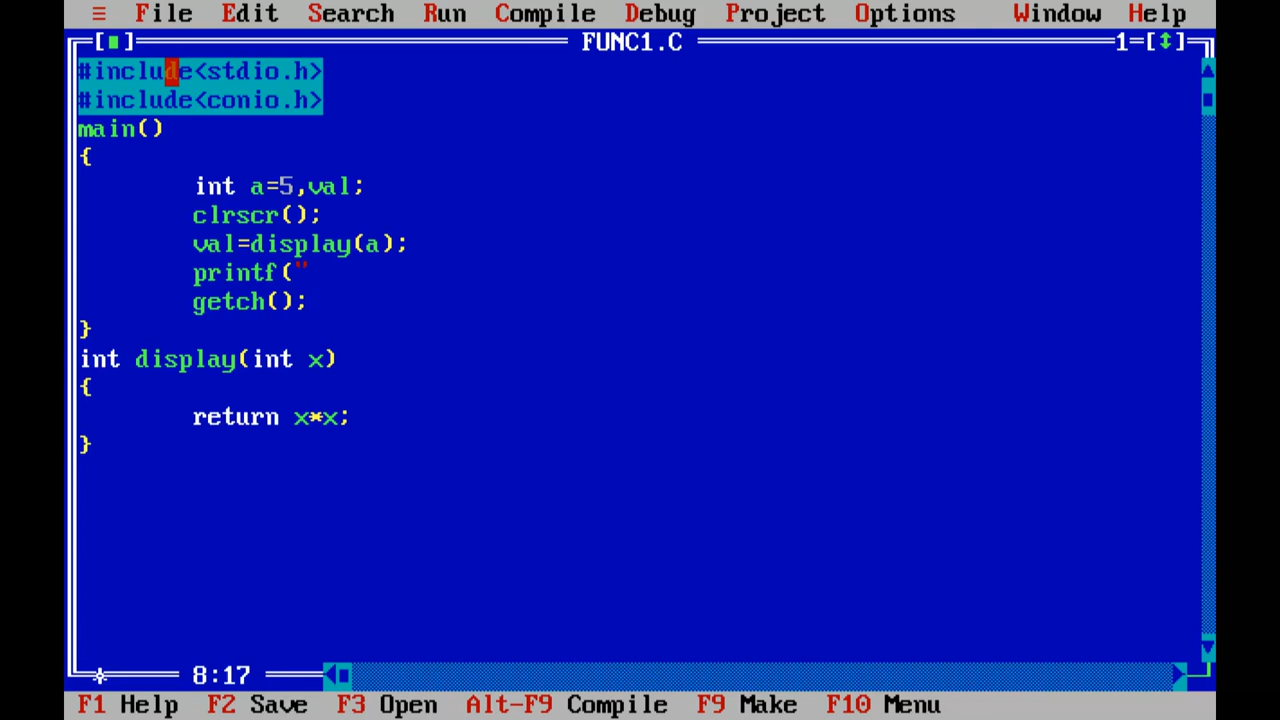 ≡ File Edit Search Run Compile Debug Project Options Window Help
[■] FUNC1.C 1=[↕]
#include<stdio.h>
#include<conio.h>
main()
{
int a=5,val;
clrscr();
val=display(a);
printf("
getch();
}
int display(int x)
{
return x*x;
}
8:17
F1 Help F2 Save F3 Open Alt-F9 Compile F9 Make F10 Menu